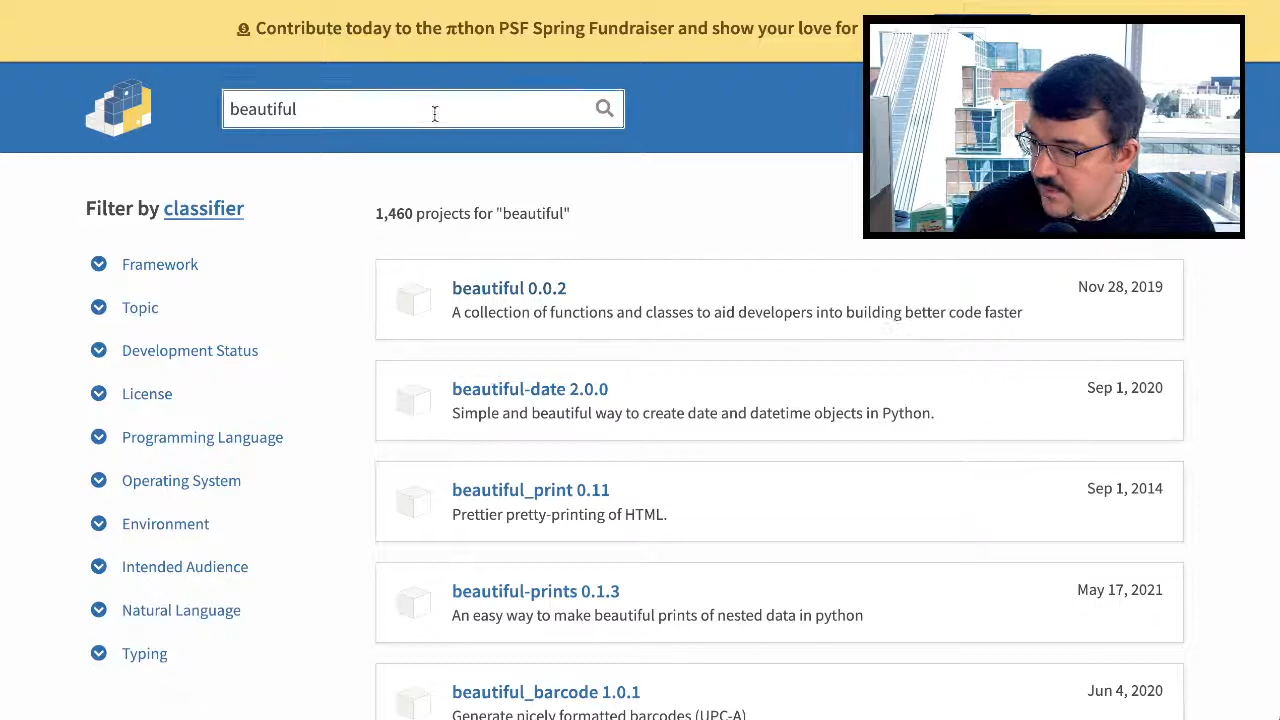 Contribute today to the πthon PSF Spring Fundraiser and show your love for
beautiful
Filter by classifier
Framework
Topic
Development Status
License
Programming Language
Operating System
Environment
Intended Audience
Natural Language
Typing
1,460 projects for "beautiful"
beautiful 0.0.2
Nov 28, 2019
A collection of functions and classes to aid developers into building better code faster
beautiful-date 2.0.0
Sep 1, 2020
Simple and beautiful way to create date and datetime objects in Python.
beautiful_print 0.11
Sep 1, 2014
Prettier pretty-printing of HTML.
beautiful-prints 0.1.3
May 17, 2021
An easy way to make beautiful prints of nested data in python
beautiful_barcode 1.0.1
Jun 4, 2020
Generate nicely formatted barcodes (UPC-A)